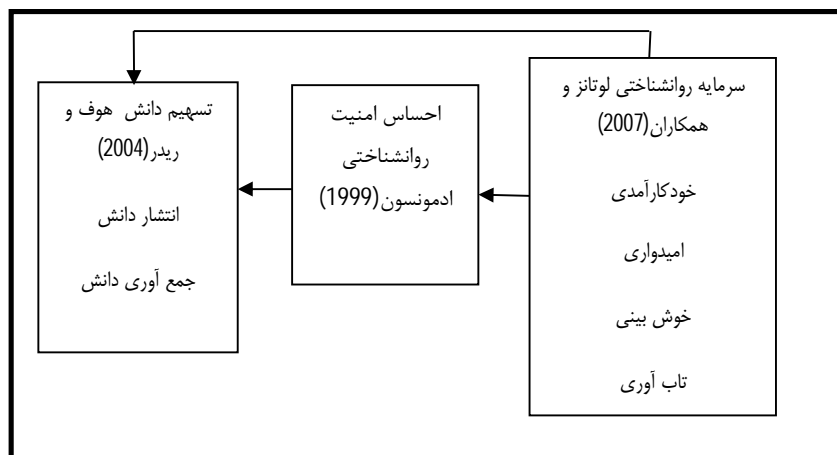 سرمایه روانشناختی لوتانز و
همکاران(2007)
خودکارآمدی
امیدواری
خوش بینی
تاب آوری
احساس امنیت
روانشناختی
ادمونسون(1999)
تسهیم دانش هوف و
ریدر(2004)
انتشار دانش
جمع آوری دانش